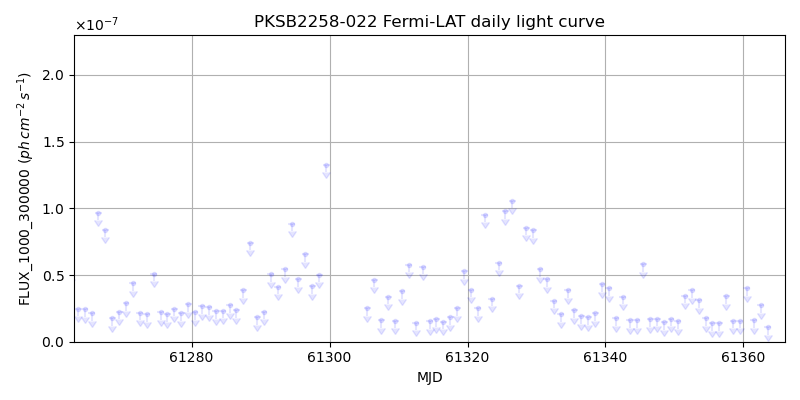 PKSB2258-022 Fermi-LAT daily light curve
×10⁻⁷
FLUX_1000_300000 (ph cm⁻² s⁻¹)
2.0
1.5
1.0
0.5
0.0
61280 61300 61320 61340 61360
MJD